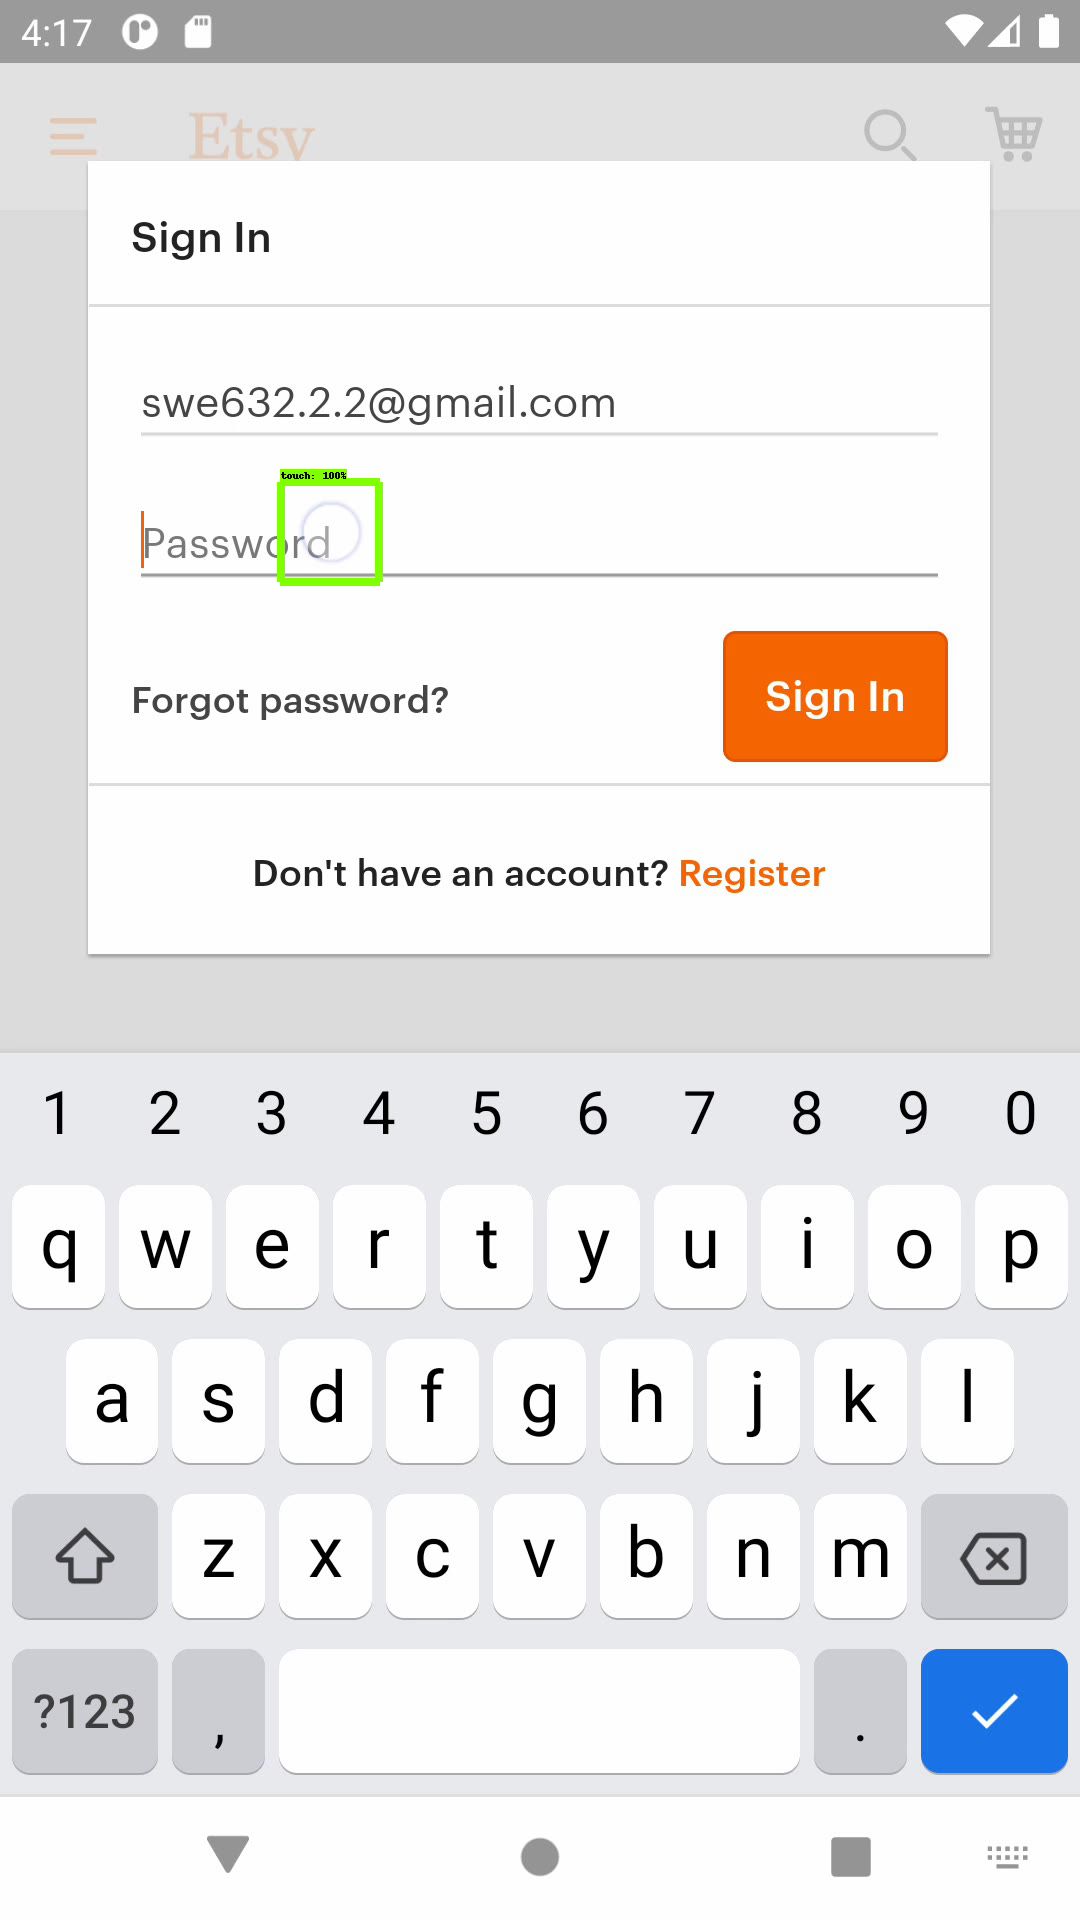 4:17
Etsy
Sign In
swe632.2.2@gmail.com
touch: 100%
Password
Forgot password?
Sign In
Don't have an account? Register
1 2 3 4 5 6 7 8 9 0
q w e r t y u i o p
a s d f g h j k l
z x c v b n m
?123 , .